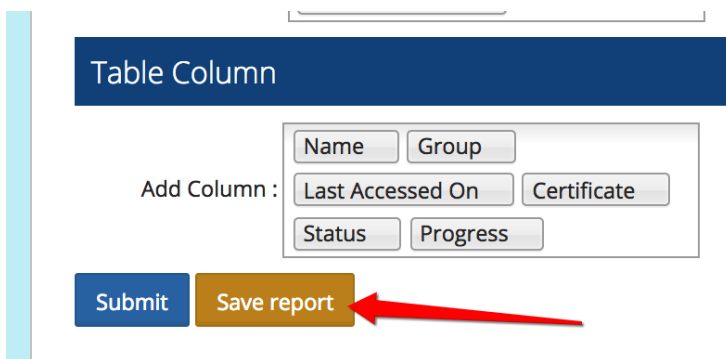 Table Column
Name Group
Add Column : Last Accessed On Certificate
Status Progress
Submit Save report